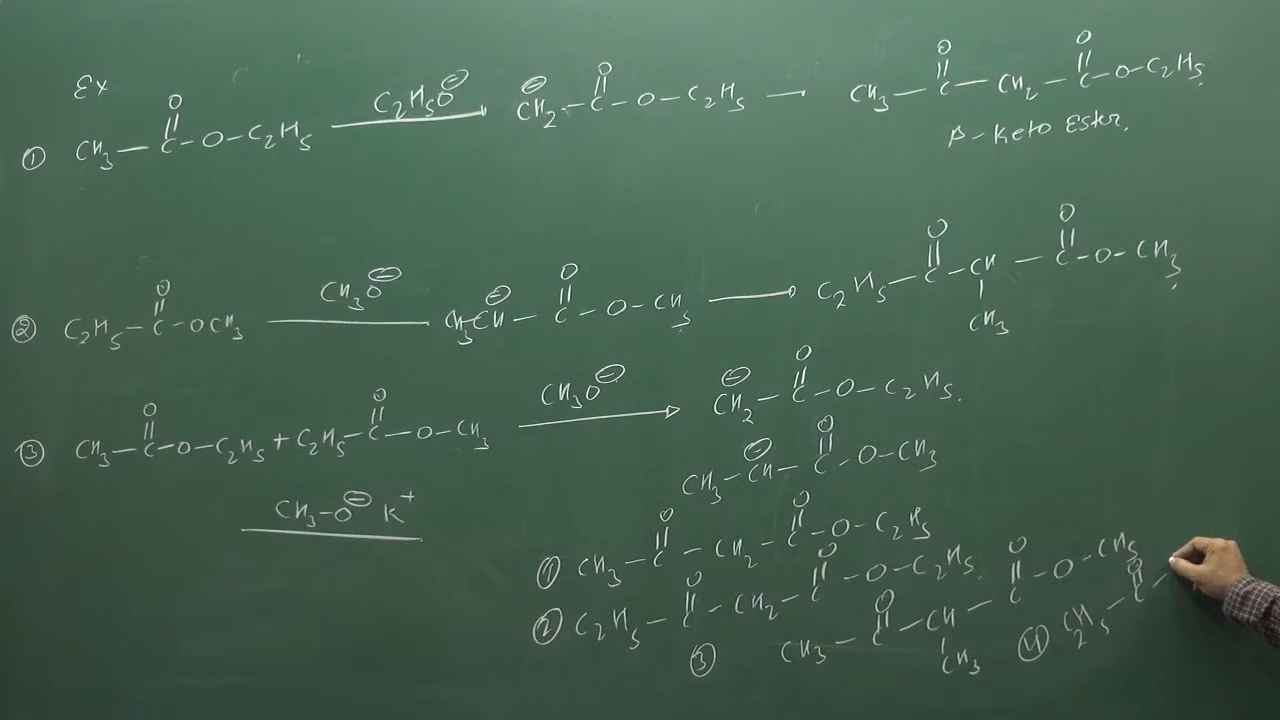 Ex
① CH₃ — C(=O) — O — C₂H₅ → C₂H₅O⊖ → ⊖CH₂ — C(=O) — O — C₂H₅ → CH₃ — C(=O) — CH₂ — C(=O) — O — C₂H₅
β - Keto Ester.
② C₂H₅ — C(=O) — OCH₃ — CH₃O⊖ — CH₃CH⊖ — C(=O) — O — CH₃ → C₂H₅ — C(=O) — CH(CH₃) — C(=O) — O — CH₃
③ CH₃ — C(=O) — O — C₂H₅ + C₂H₅ — C(=O) — O — CH₃ → CH₃O⊖ → ⊖CH₂ — C(=O) — O — C₂H₅.
CH₃ — CH⊖ — C(=O) — O — CH₃
CH₃ — O⊖ K⁺
① CH₃ — C(=O) — CH₂ — C(=O) — O — C₂H₅
② C₂H₅ — C(=O) — CH₂ — C(=O) — O — C₂H₅.
③ CH₃ — C(=O) — CH(CH₃) — C(=O) — O — CH₃
④ C₂H₅ — C(=O) —